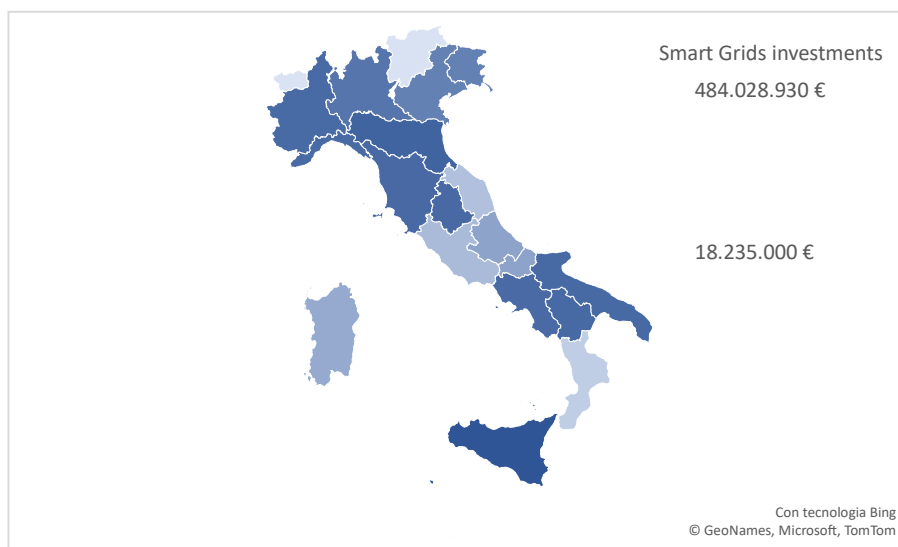 Smart Grids investments
484.028.930 €
18.235.000 €
Con tecnologia Bing
© GeoNames, Microsoft, TomTom